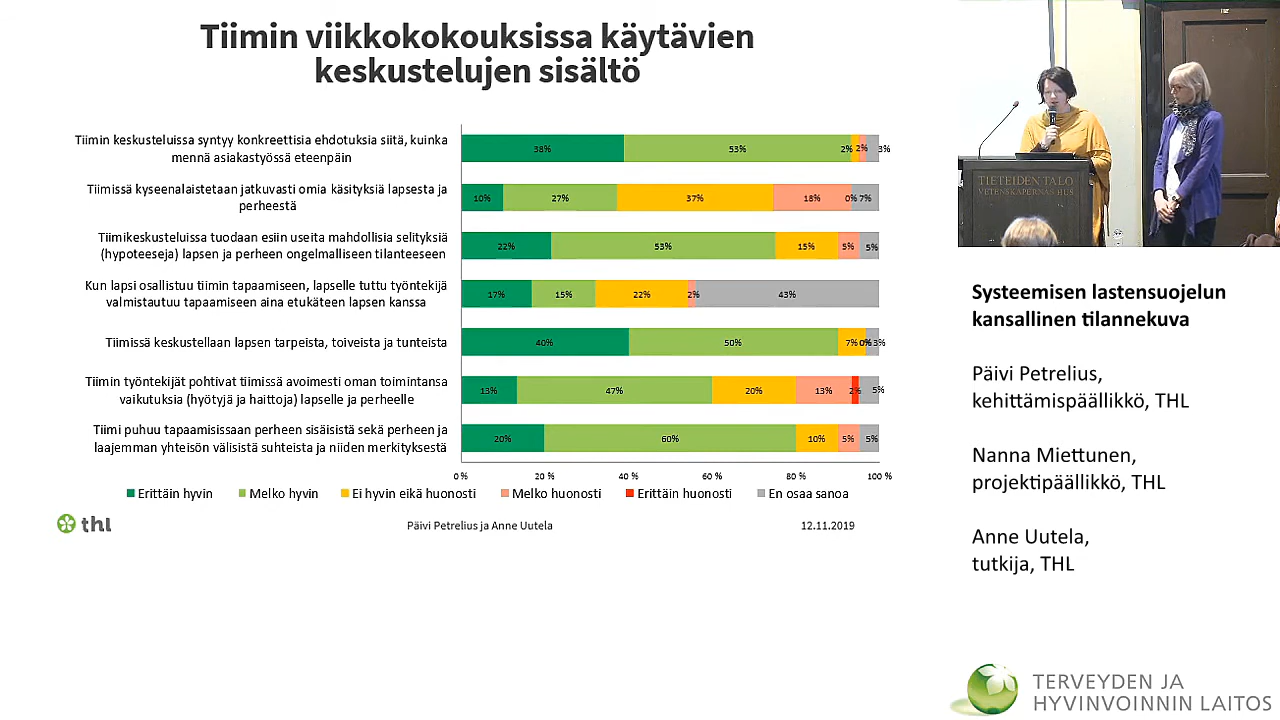 Tiimin viikkokokouksissa käytävien
keskustelujen sisältö
Tiimin keskusteluissa syntyy konkreettisia ehdotuksia siitä, kuinka
mennä asiakastyössä eteenpäin
38% 53% 2% 2% 3%
Tiimissä kyseenalaistetaan jatkuvasti omia käsityksiä lapsesta ja
perheestä
10% 27% 37% 18% 0% 7%
Tiimikeskusteluissa tuodaan esiin useita mahdollisia selityksiä
(hypoteeseja) lapsen ja perheen ongelmalliseen tilanteeseen
22% 53% 15% 5% 5%
Kun lapsi osallistuu tiimin tapaamiseen, lapselle tuttu työntekijä
valmistautuu tapaamiseen aina etukäteen lapsen kanssa
17% 15% 22% 2% 43%
Tiimissä keskustellaan lapsen tarpeista, toiveista ja tunteista
40% 50% 7% 0% 3%
Tiimin työntekijät pohtivat tiimissä avoimesti oman toimintansa
vaikutuksia (hyötyjä ja haittoja) lapselle ja perheelle
13% 47% 20% 13% 2% 5%
Tiimi puhuu tapaamisissaan perheen sisäisistä sekä perheen ja
laajemman yhteisön välisistä suhteista ja niiden merkityksestä
20% 60% 10% 5% 5%
0 % 20 % 40 % 60 % 80 % 100 %
Erittäin hyvin Melko hyvin Ei hyvin eikä huonosti Melko huonosti Erittäin huonosti En osaa sanoa
thl
Päivi Petrelius ja Anne Uutela
12.11.2019
TIETEIDEN TALO
VETENSKAPERNAS HUS
Systeemisen lastensuojelun
kansallinen tilannekuva
Päivi Petrelius,
kehittämispäällikkö, THL
Nanna Miettunen,
projektipäällikkö, THL
Anne Uutela,
tutkija, THL
TERVEYDEN JA
HYVINVOINNIN LAITOS